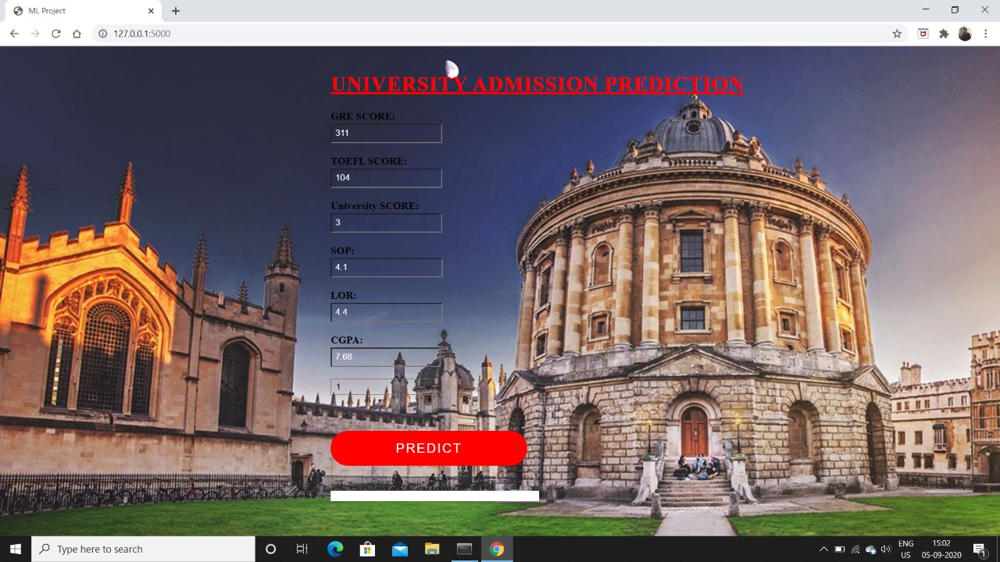 ML Project
127.0.0.1:5000
UNIVERSITY ADMISSION PREDICTION
GRE SCORE:
311
TOEFL SCORE:
104
University SCORE:
3
SOP:
4.1
LOR:
4.4
CGPA:
7.68
1
PREDICT
Type here to search
ENG
US
15:02
05-09-2020
1